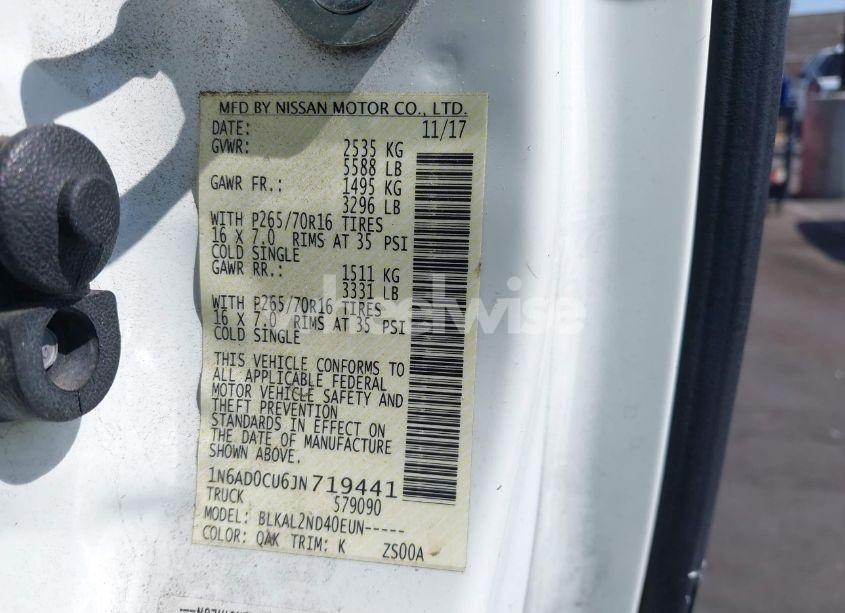 MFD BY NISSAN MOTOR CO., LTD.
DATE: 11/17
GVWR: 2535 KG
5588 LB
GAWR FR.: 1495 KG
3296 LB
WITH P265/70R16 TIRES
16 X 7.0 RIMS AT 35 PSI
COLD SINGLE
GAWR RR.: 1511 KG
3331 LB
WITH P265/70R16 TIRES
16 X 7.0 RIMS AT 35 PSI
COLD SINGLE
wheelwise
THIS VEHICLE CONFORMS TO
ALL APPLICABLE FEDERAL
MOTOR VEHICLE SAFETY AND
THEFT PREVENTION
STANDARDS IN EFFECT ON
THE DATE OF MANUFACTURE
SHOWN ABOVE.
1N6AD0CU6JN719441
TRUCK 579090
MODEL: BLKAL2ND40EUN-----
COLOR: QAK TRIM: K ZS00A